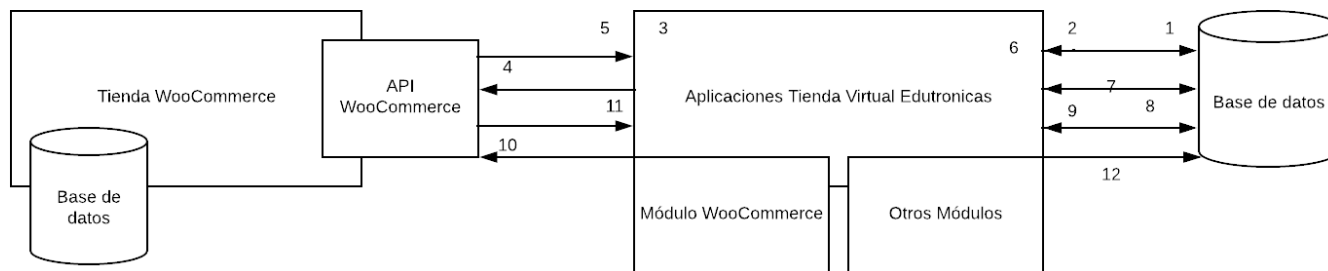 5
3
2
1
6
4
API
WooCommerce
Tienda WooCommerce
Aplicaciones Tienda Virtual Edutronicas
7
Base de datos
11
9
8
10
12
Base de
datos
Módulo WooCommerce
Otros Módulos